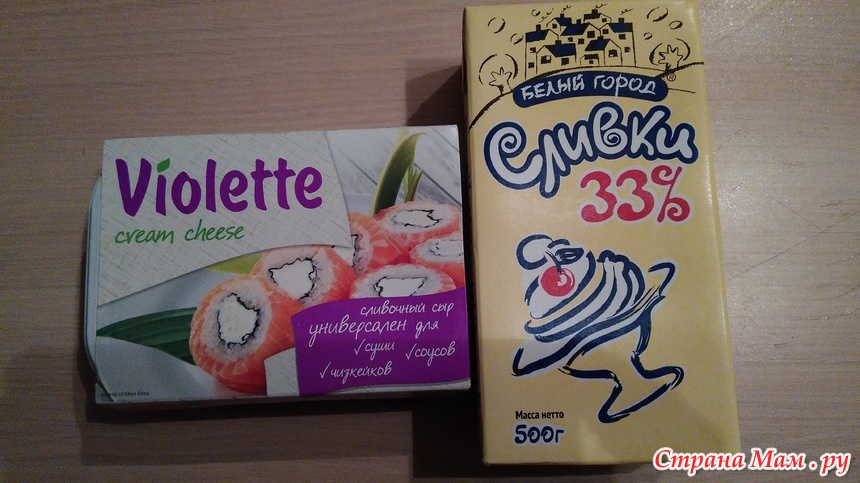 Violette
cream cheese
сливочный сыр
универсален для
✓суши ✓соусов
✓чизкейков
БЕЛЫЙ ГОРОД
®
Сливки
33%
Масса нетто
500г
Страна Мам.ру